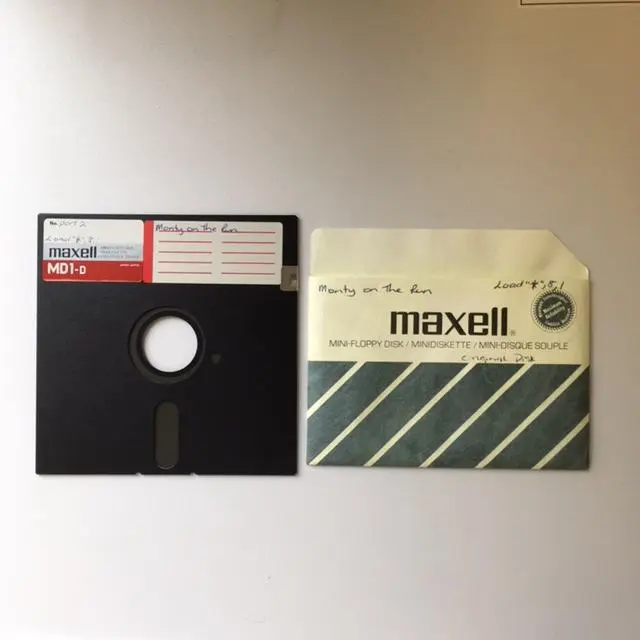 No. part 2
Load"*",8,
maxell
MD1-D
Monty on The Run
Monty on The Run
Load"*",8,1
maxell®
MINI-FLOPPY DISK / MINIDISKETTE / MINI-DISQUE SOUPLE
original Disk